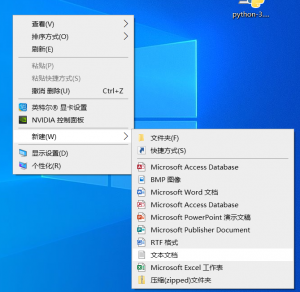 python-3....
查看(V)
排序方式(O)
刷新(E)
粘贴(P)
粘贴快捷方式(S)
撤消 删除(U) Ctrl+Z
英特尔® 显卡设置
NVIDIA 控制面板
新建(W)
显示设置(D)
个性化(R)
文件夹(F)
快捷方式(S)
Microsoft Access Database
BMP 图像
Microsoft Word 文档
Microsoft Access Database
Microsoft PowerPoint 演示文稿
Microsoft Publisher Document
RTF 格式
文本文档
Microsoft Excel 工作表
压缩(zipped)文件夹